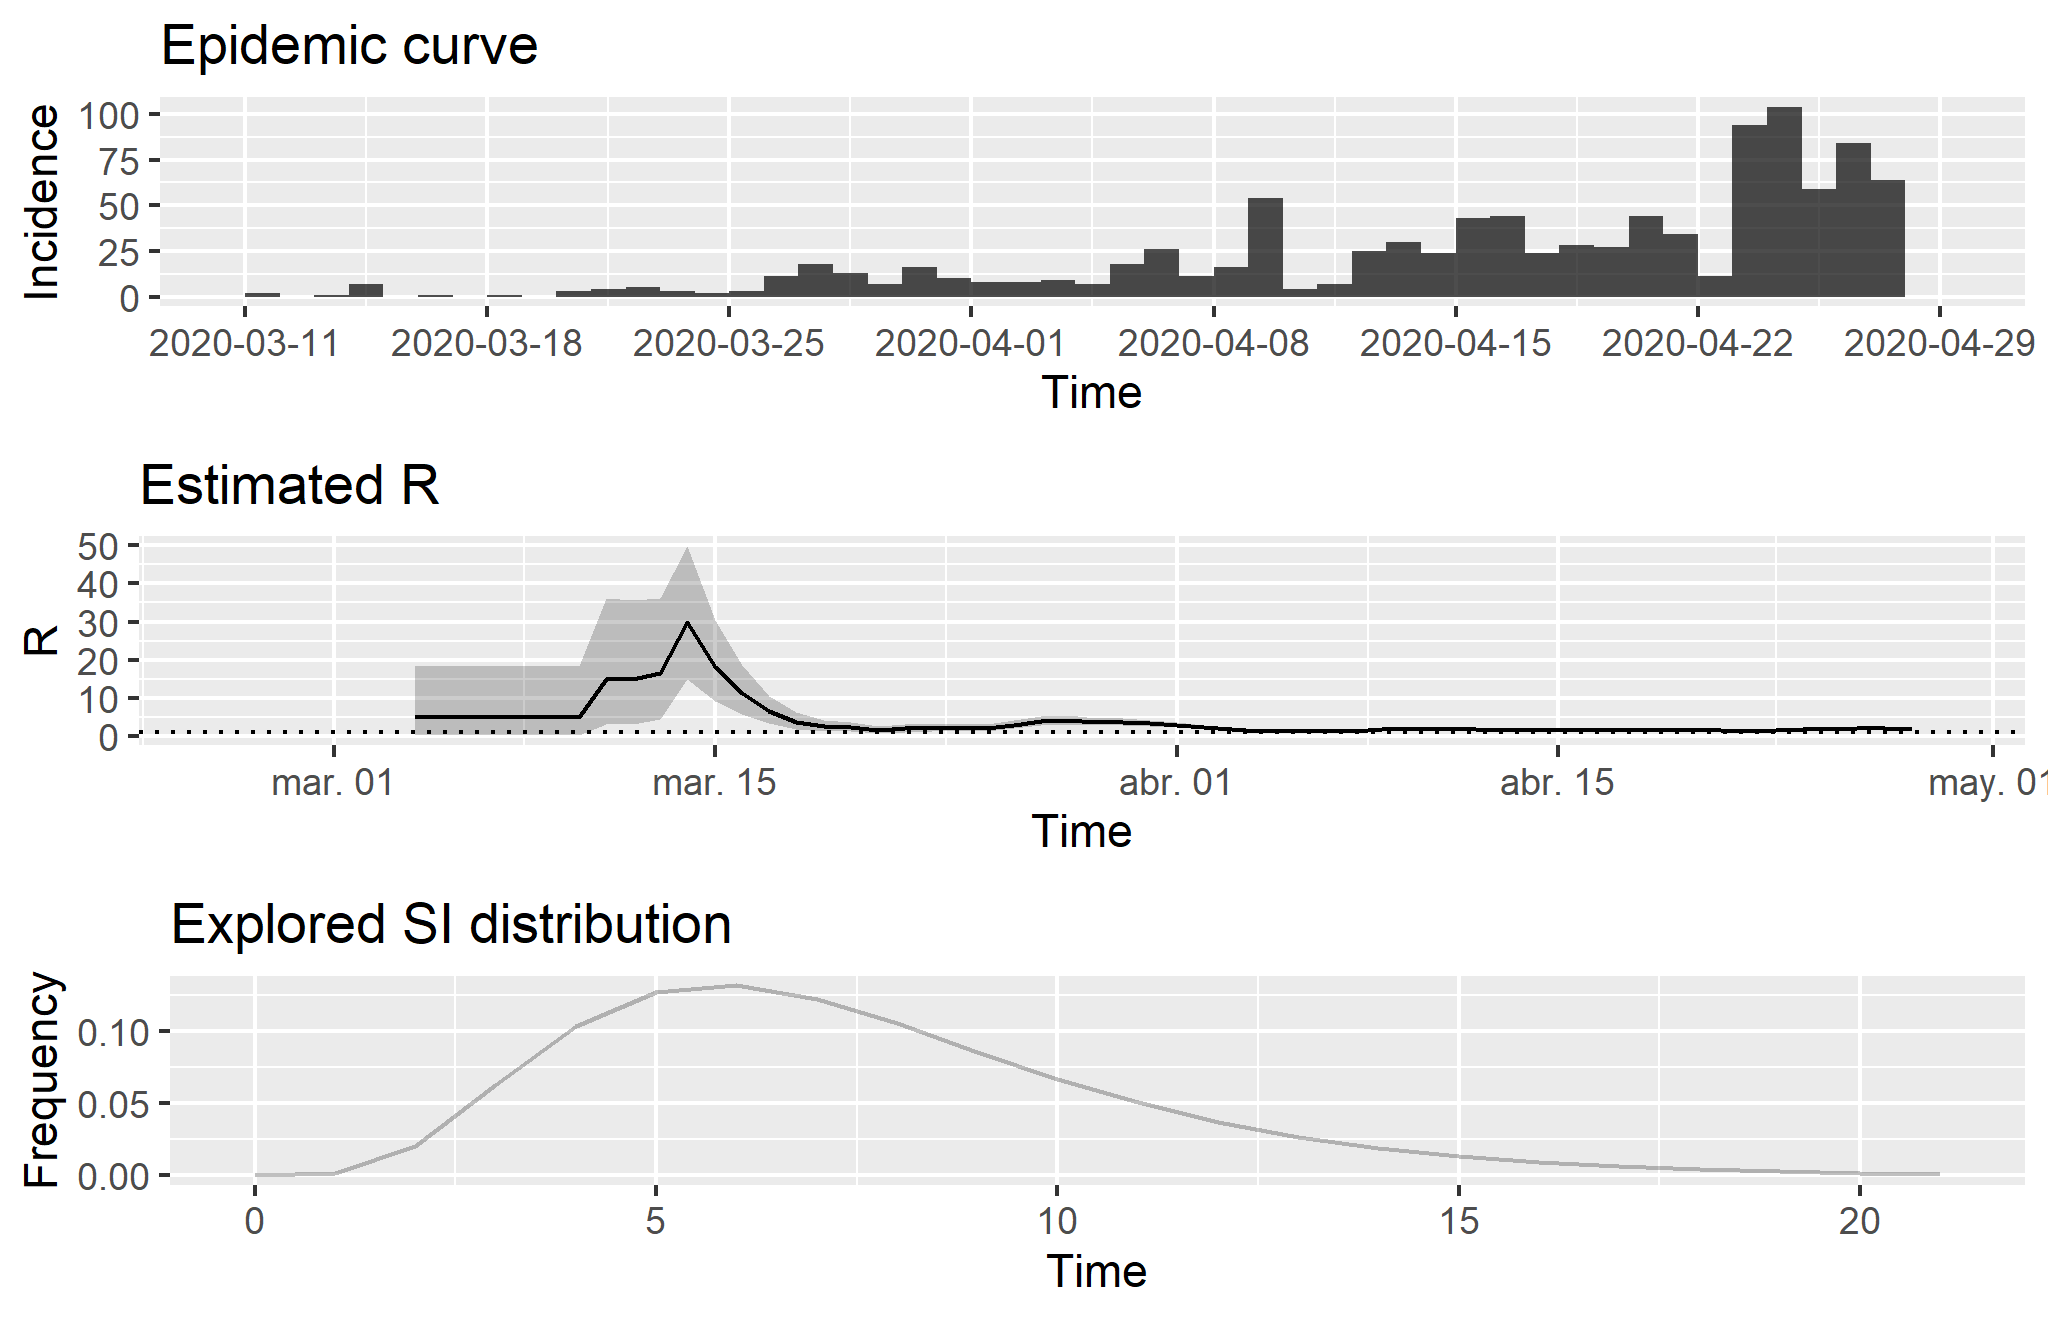 Epidemic curve
Incidence
100
75
50
25
0
2020-03-11 2020-03-18 2020-03-25 2020-04-01 2020-04-08 2020-04-15 2020-04-22 2020-04-29
Time
Estimated R
R
50
40
30
20
10
0
mar. 01 mar. 15 abr. 01 abr. 15 may. 01
Time
Explored SI distribution
Frequency
0.10
0.05
0.00
0 5 10 15 20
Time